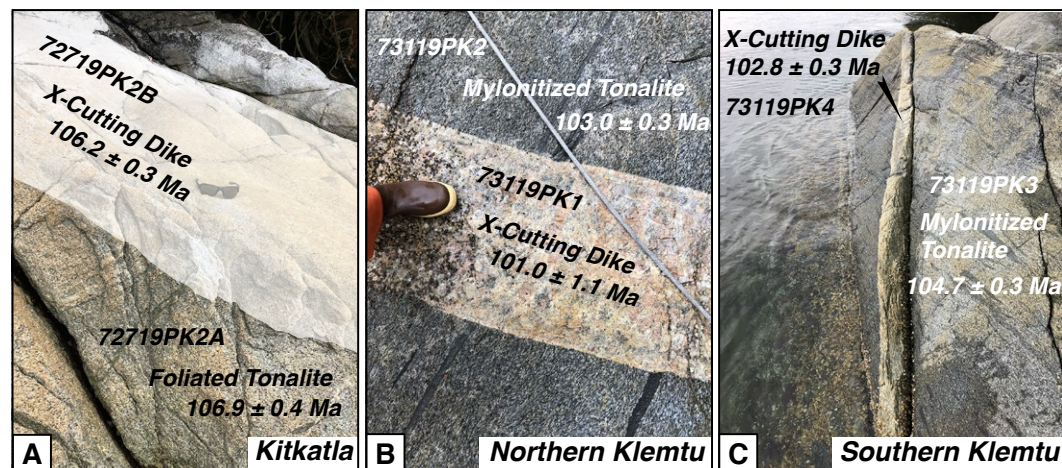 72719PK2B
X-Cutting Dike
106.2 ± 0.3 Ma
72719PK2A
Foliated Tonalite
106.9 ± 0.4 Ma
A
Kitkatla
73119PK2
Mylonitized Tonalite
103.0 ± 0.3 Ma
73119PK1
X-Cutting Dike
101.0 ± 1.1 Ma
B
Northern Klemtu
X-Cutting Dike
102.8 ± 0.3 Ma
73119PK4
73119PK3
Mylonitized
Tonalite
104.7 ± 0.3 Ma
C
Southern Klemtu